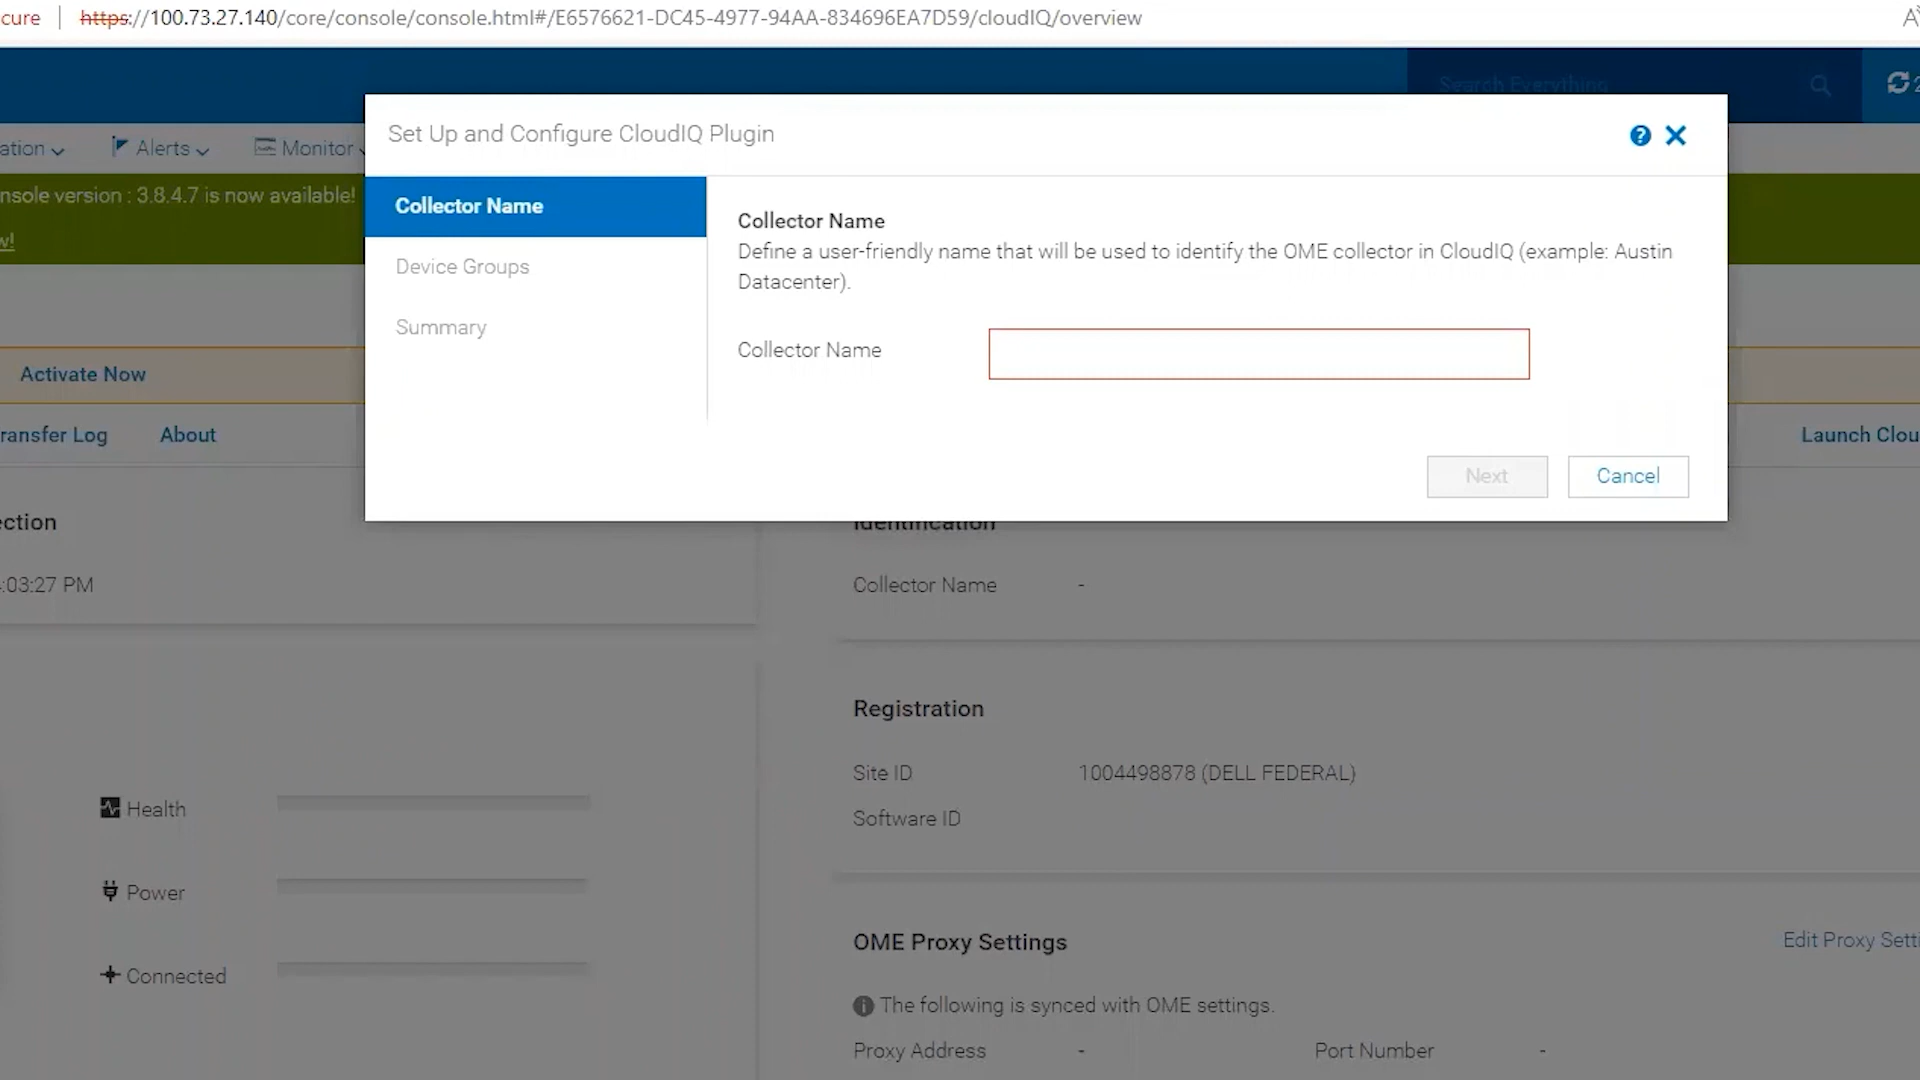 cure https://100.73.27.140/core/console/console.html#/E6576621-DC45-4977-94AA-834696EA7D59/cloudIQ/overview
Search Everything
Set Up and Configure CloudIQ Plugin
ation Alerts Monitor
nsole version : 3.8.4.7 is now available!
w!
Collector Name
Device Groups
Summary
Collector Name
Define a user-friendly name that will be used to identify the OME collector in CloudIQ (example: Austin
Datacenter).
Collector Name
Next Cancel
Activate Now
ransfer Log About Launch Clou
ection
:03:27 PM
Identification
Collector Name -
Registration
Site ID 1004498878 (DELL FEDERAL)
Software ID
Health
Power
Connected
OME Proxy Settings Edit Proxy Setti
The following is synced with OME settings.
Proxy Address - Port Number -